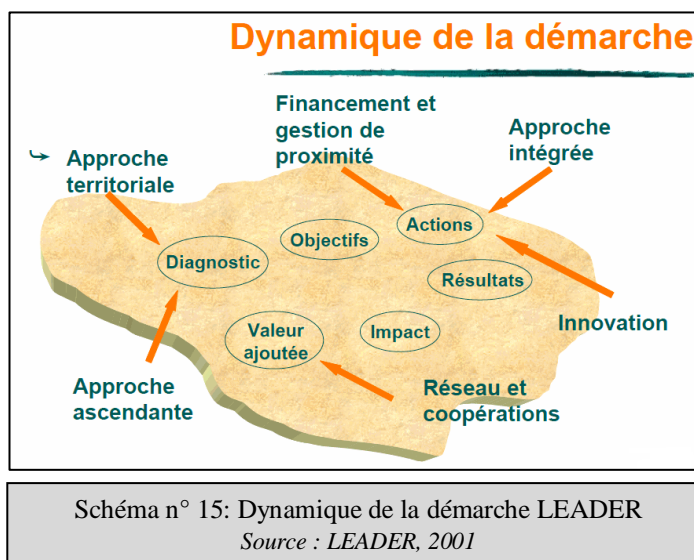 Dynamique de la démarche
Financement et
gestion de
proximité
Approche
intégrée
Approche
territoriale
Actions
Objectifs
Diagnostic
Résultats
Innovation
Valeur
ajoutée
Impact
Approche
ascendante
Réseau et
coopérations
Schéma n° 15: Dynamique de la démarche LEADER
Source : LEADER, 2001